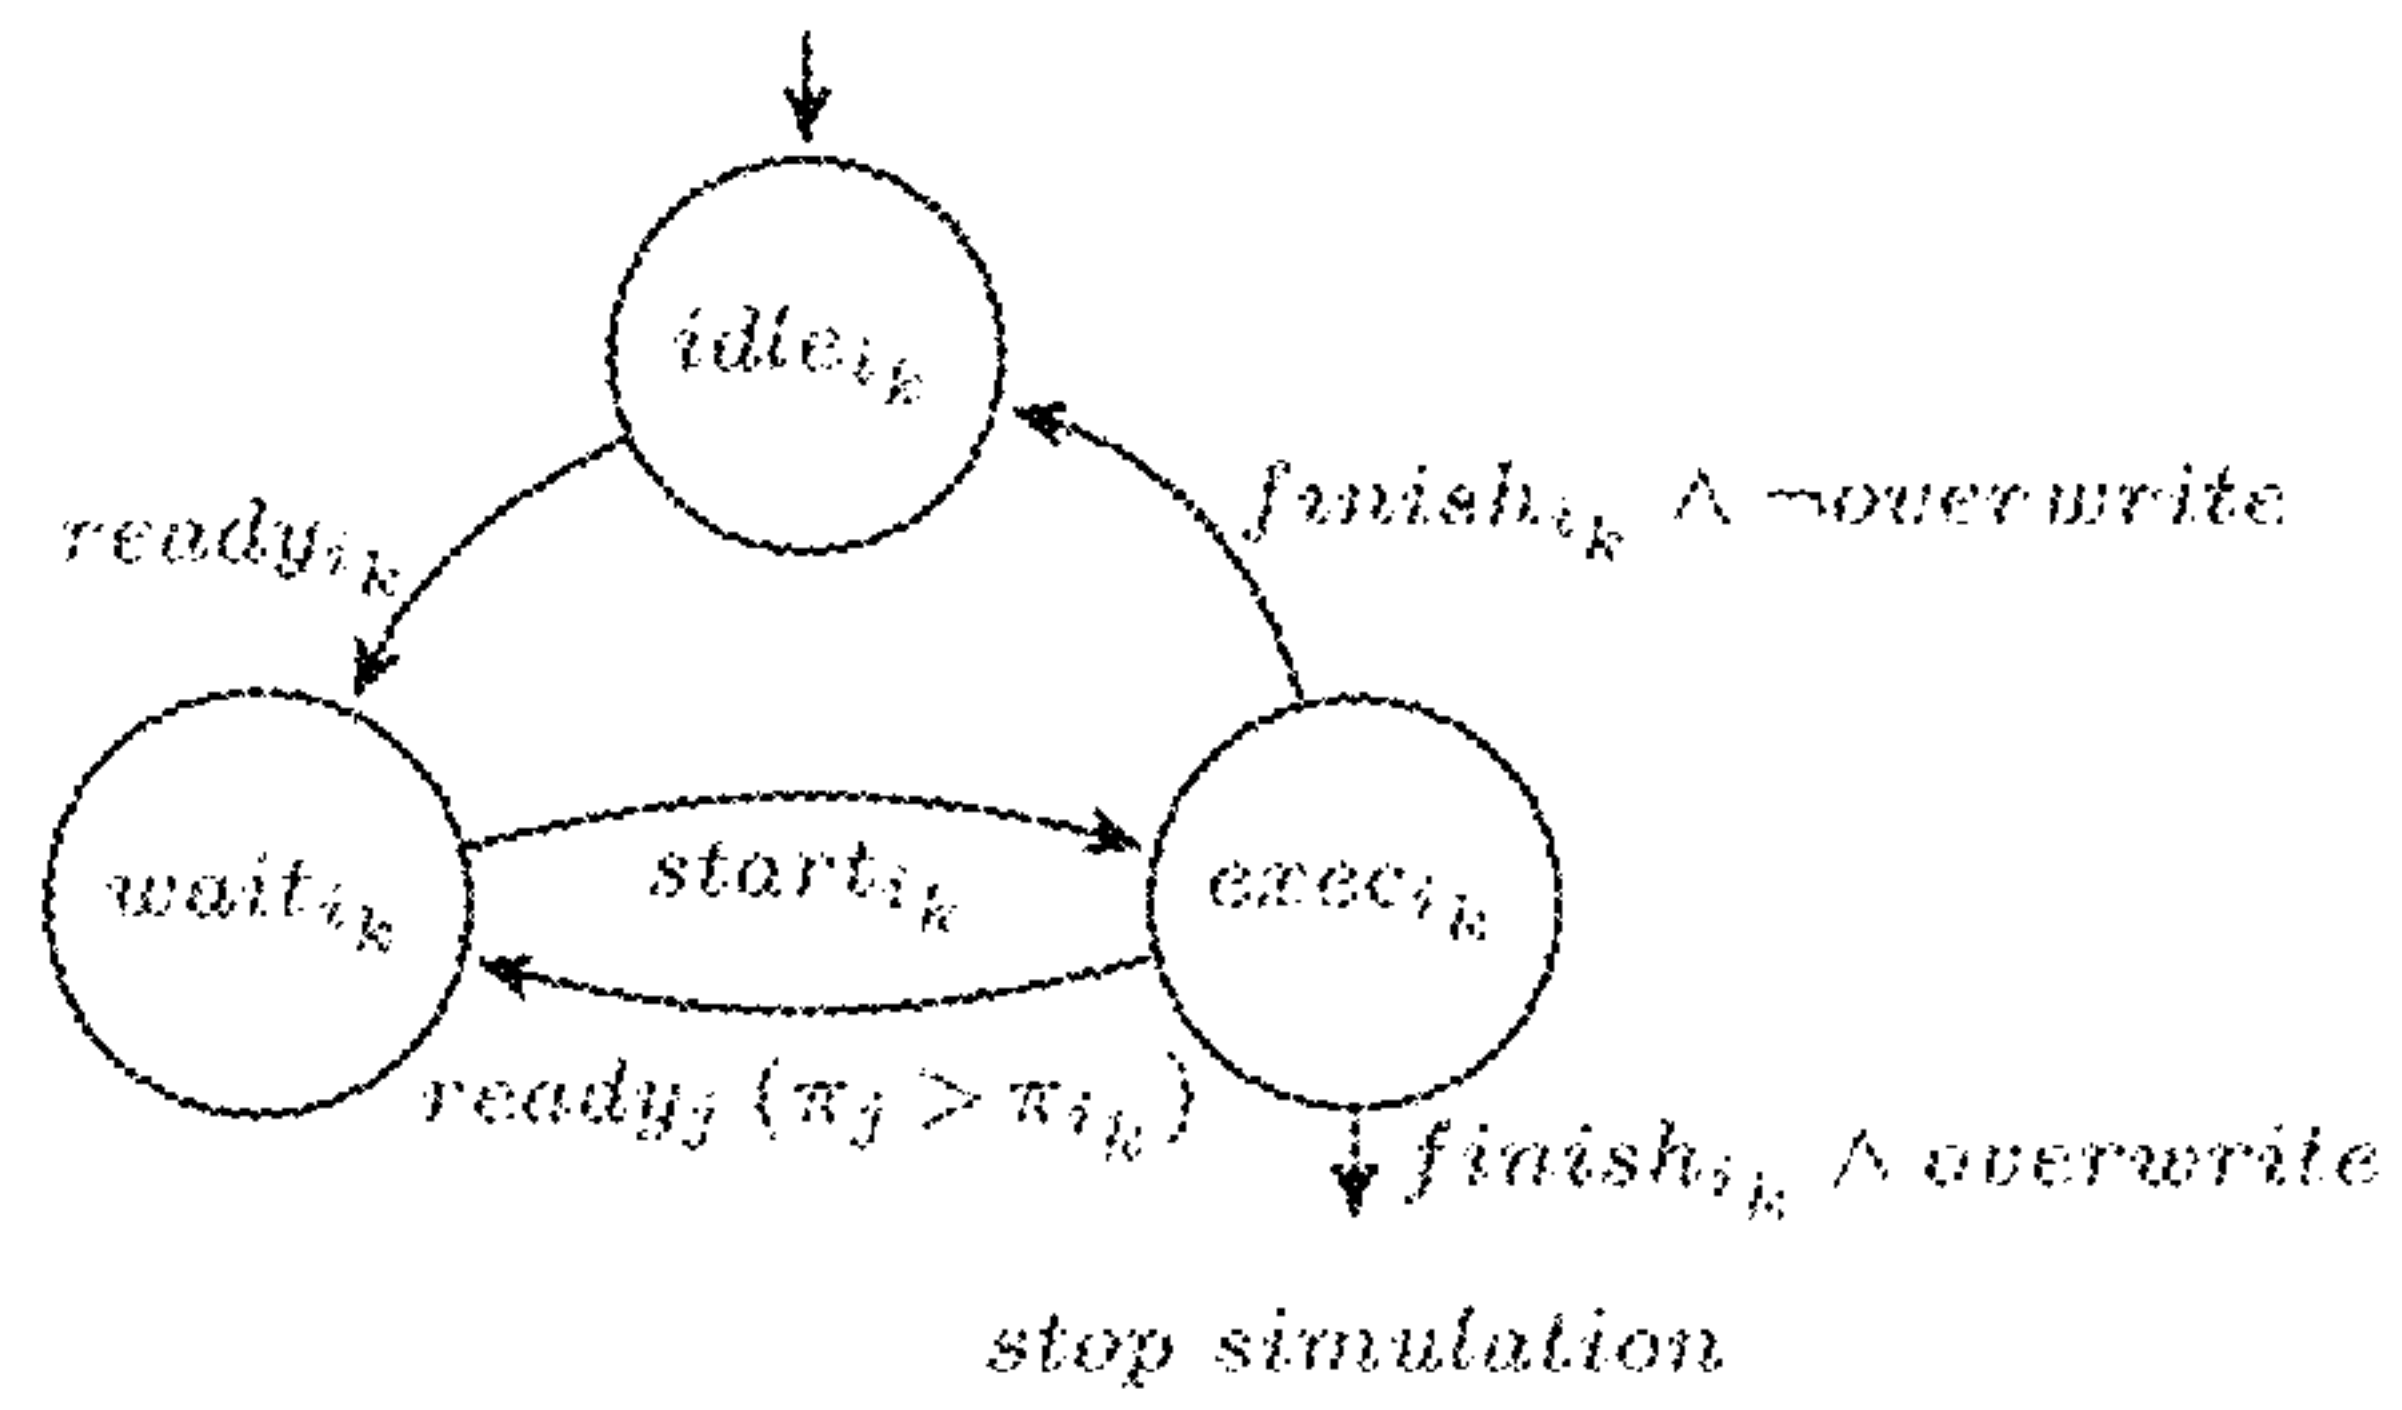 idle_{i_k}
finish_{i_k} ∧ ¬overwrite
ready_{i_k}
wait_{i_k}
start_{i_k}
exec_{i_k}
ready_j (π_j > π_{i_k})
finish_{i_k} ∧ overwrite
stop simulation